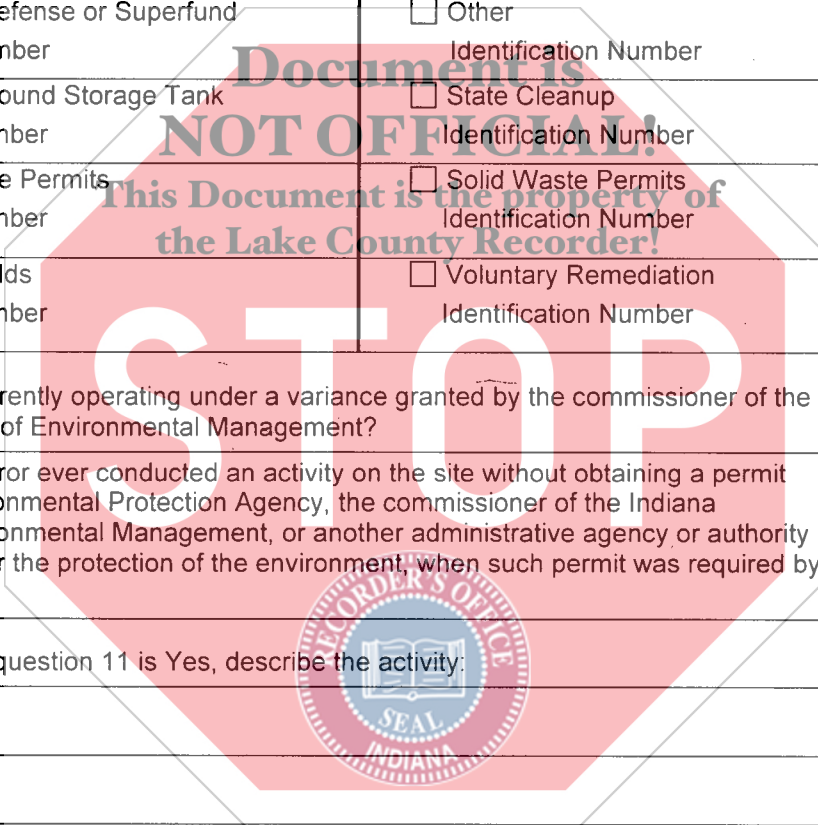 efense or Superfund
Other
nber
Identification Number
ound Storage Tank
State Cleanup
nber
Identification Number
e Permits
Solid Waste Permits
nber
Identification Number
lds
Voluntary Remediation
nber
Identification Number
Document is
NOT OFFICIAL!
This Document is the property of
the Lake County Recorder!
STOP
rently operating under a variance granted by the commissioner of the
of Environmental Management?
ror ever conducted an activity on the site without obtaining a permit
onmental Protection Agency, the commissioner of the Indiana
onmental Management, or another administrative agency or authority
r the protection of the environment, when such permit was required by
question 11 is Yes, describe the activity:
RECORDER'S OFFICE
SEAL
INDIANA